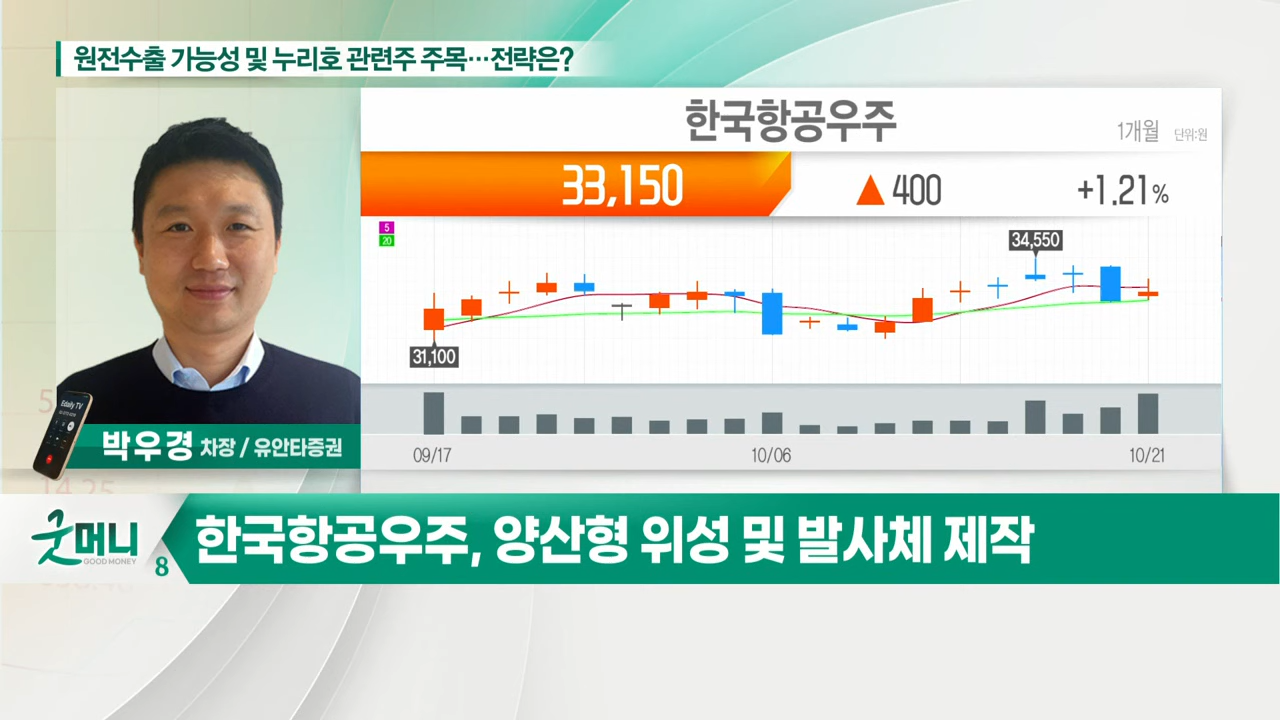 원전수출 가능성 및 누리호 관련주 주목…전략은?
한국항공우주
1개월 단위:원
33,150 ▲ 400 +1.21%
5
20
34,550
31,100
09/17 10/06 10/21
Edaily TV
박우경 차장 / 유안타증권
굿머니
GOOD MONEY
8
한국항공우주, 양산형 위성 및 발사체 제작